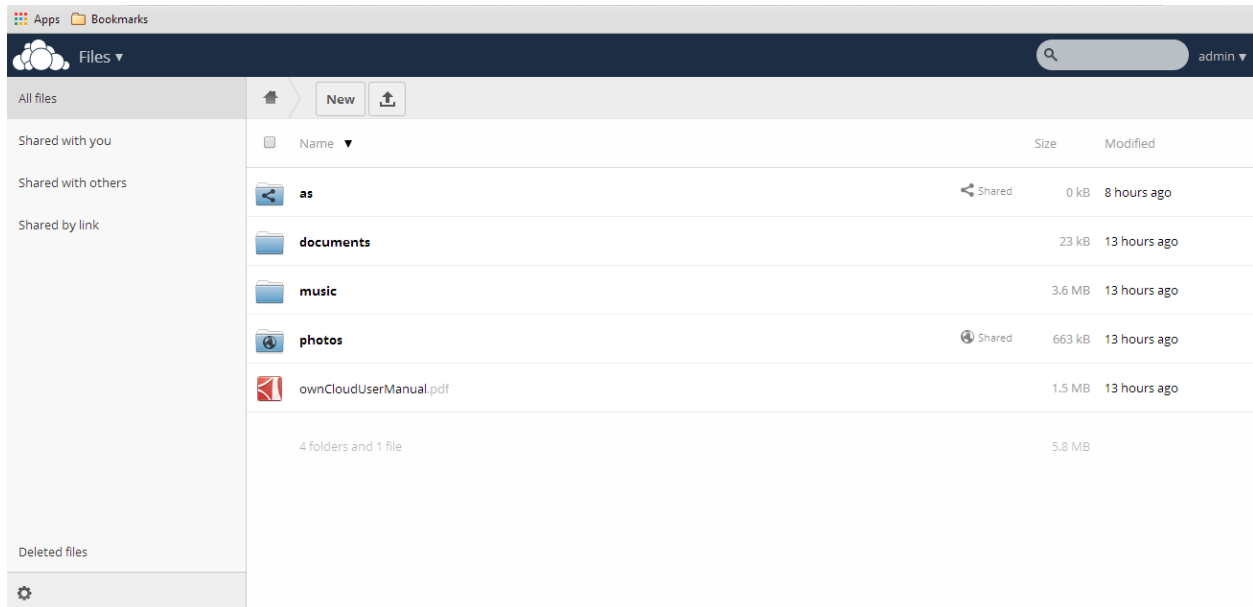 Apps Bookmarks
Files ▾ admin ▾
All files New
Shared with you Name ▼ Size Modified
Shared with others as Shared 0 kB 8 hours ago
Shared by link
documents 23 kB 13 hours ago
music 3.6 MB 13 hours ago
photos Shared 663 kB 13 hours ago
ownCloudUserManual.pdf 1.5 MB 13 hours ago
4 folders and 1 file 5.8 MB
Deleted files